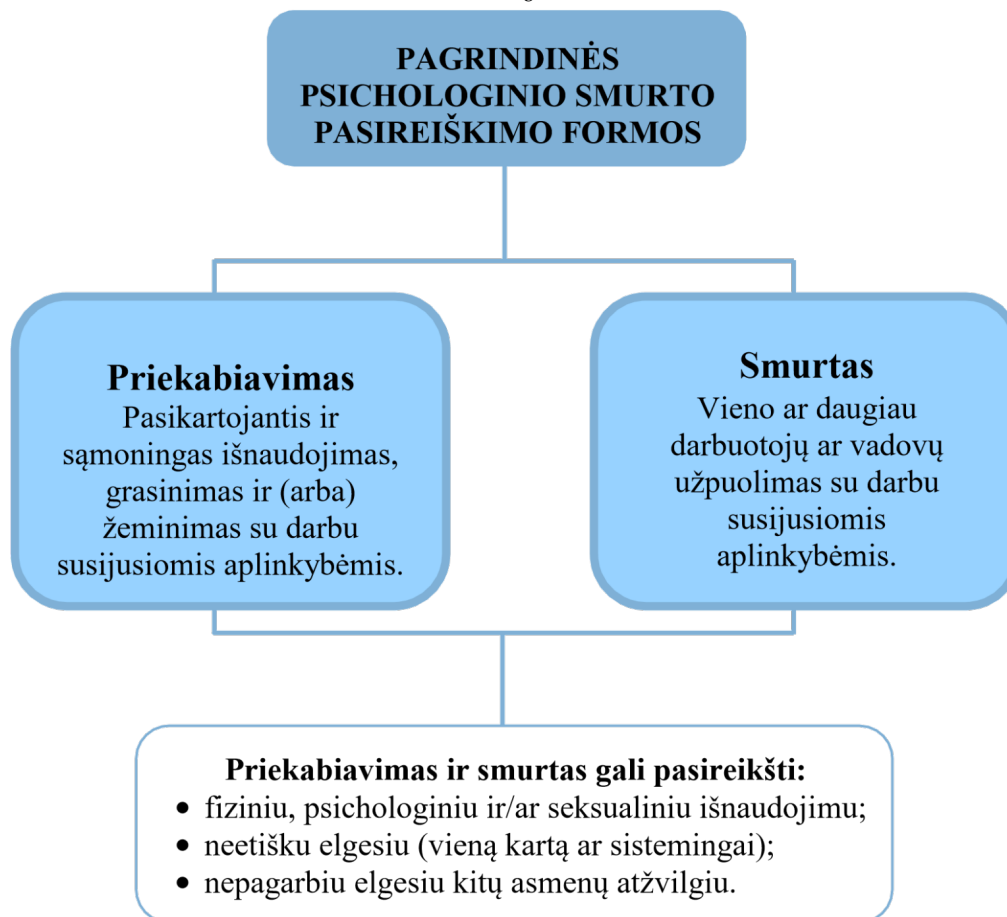 PAGRINDINĖS
PSICHOLOGINIO SMURTO
PASIREIŠKIMO FORMOS
Priekabiavimas
Pasikartojantis ir
sąmoningas išnaudojimas,
grasinimas ir (arba)
žeminimas su darbu
susijusiomis aplinkybėmis.
Smurtas
Vieno ar daugiau
darbuotojų ar vadovų
užpuolimas su darbu
susijusiomis
aplinkybėmis.
Priekabiavimas ir smurtas gali pasireikšti:
• fiziniu, psichologiniu ir/ar seksualiniu išnaudojimu;
• neetišku elgesiu (vieną kartą ar sistemingai);
• nepagarbiu elgesiu kitų asmenų atžvilgiu.